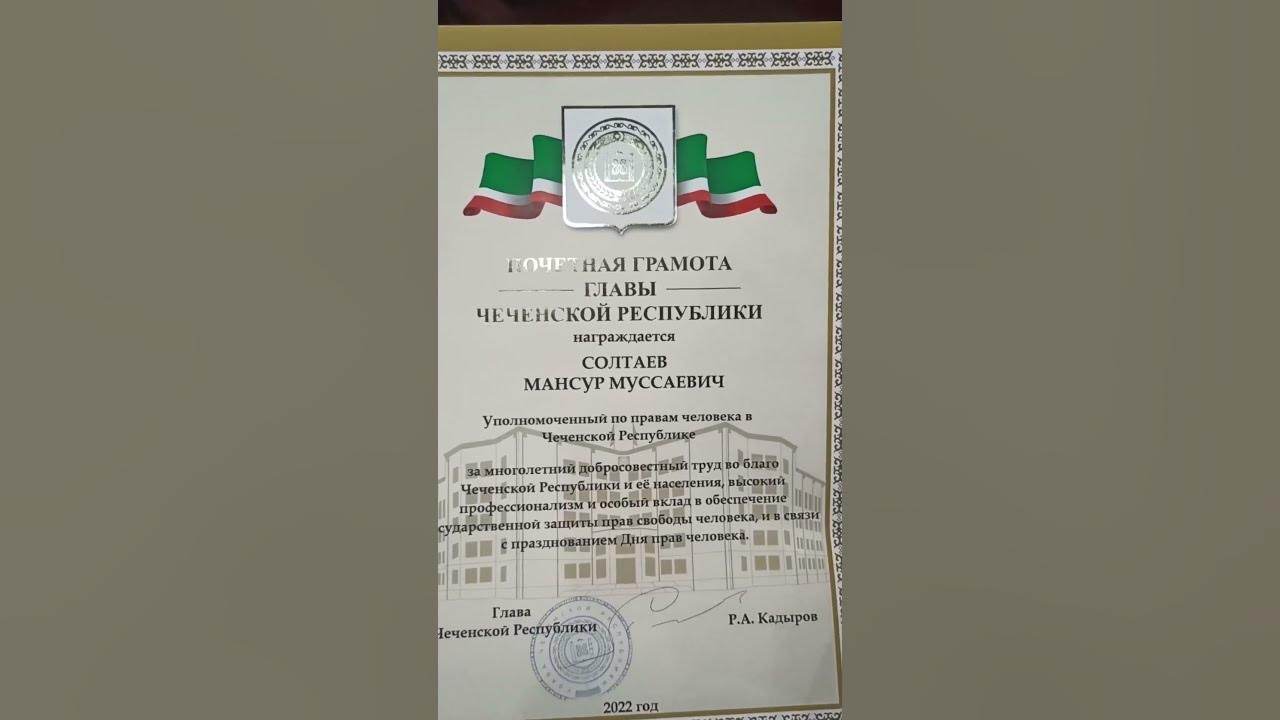 ПОЧЕТНАЯ ГРАМОТА
ГЛАВЫ
ЧЕЧЕНСКОЙ РЕСПУБЛИКИ
награждается
СОЛТАЕВ
МАНСУР МУССАЕВИЧ
Уполномоченный по правам человека в
Чеченской Республике
за многолетний добросовестный труд во благо
Чеченской Республики и её населения, высокий
профессионализм и особый вклад в обеспечение
сударственной защиты прав свободы человека, и в связи
с празднованием Дня прав человека.
Глава
Чеченской Республики
Р.А. Кадыров
2022 год